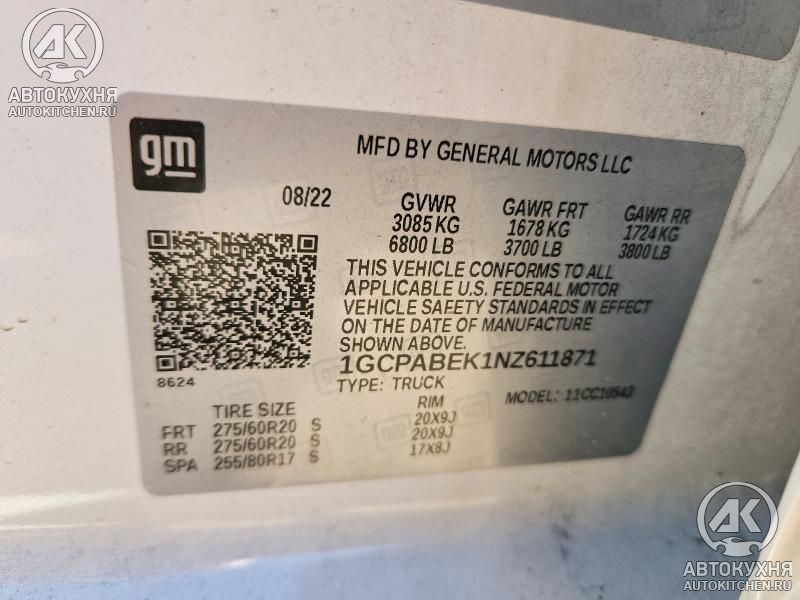 AK
АВТОКУХНЯ
AUTOKITCHEN.RU
gm
MFD BY GENERAL MOTORS LLC
08/22
GVWR GAWR FRT GAWR RR
3085 KG 1678 KG 1724 KG
6800 LB 3700 LB 3800 LB
THIS VEHICLE CONFORMS TO ALL
APPLICABLE U.S. FEDERAL MOTOR
VEHICLE SAFETY STANDARDS IN EFFECT
ON THE DATE OF MANUFACTURE
SHOWN ABOVE.
1GCPABEK1NZ611871
8624
TYPE: TRUCK MODEL: 11CC10543
TIRE SIZE RIM
FRT 275/60R20 S 20X9J
RR 275/60R20 S 20X9J
SPA 255/80R17 S 17X8J
AK
АВТОКУХНЯ
AUTOKITCHEN.RU